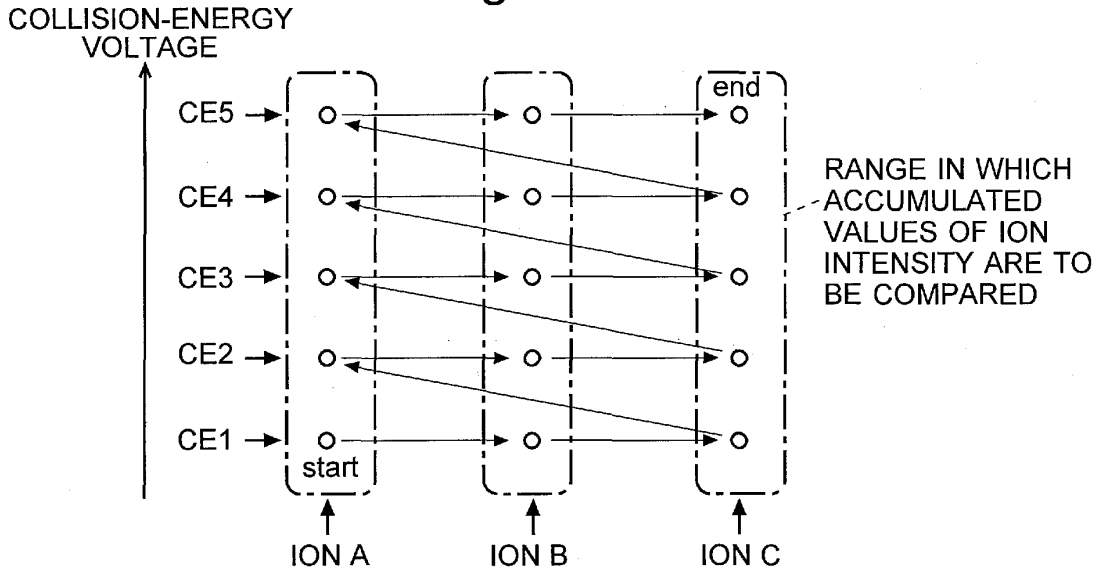 COLLISION-ENERGY
VOLTAGE
end
CE5
CE4
CE3
CE2
CE1
start
RANGE IN WHICH
ACCUMULATED
VALUES OF ION
INTENSITY ARE TO
BE COMPARED
ION A
ION B
ION C